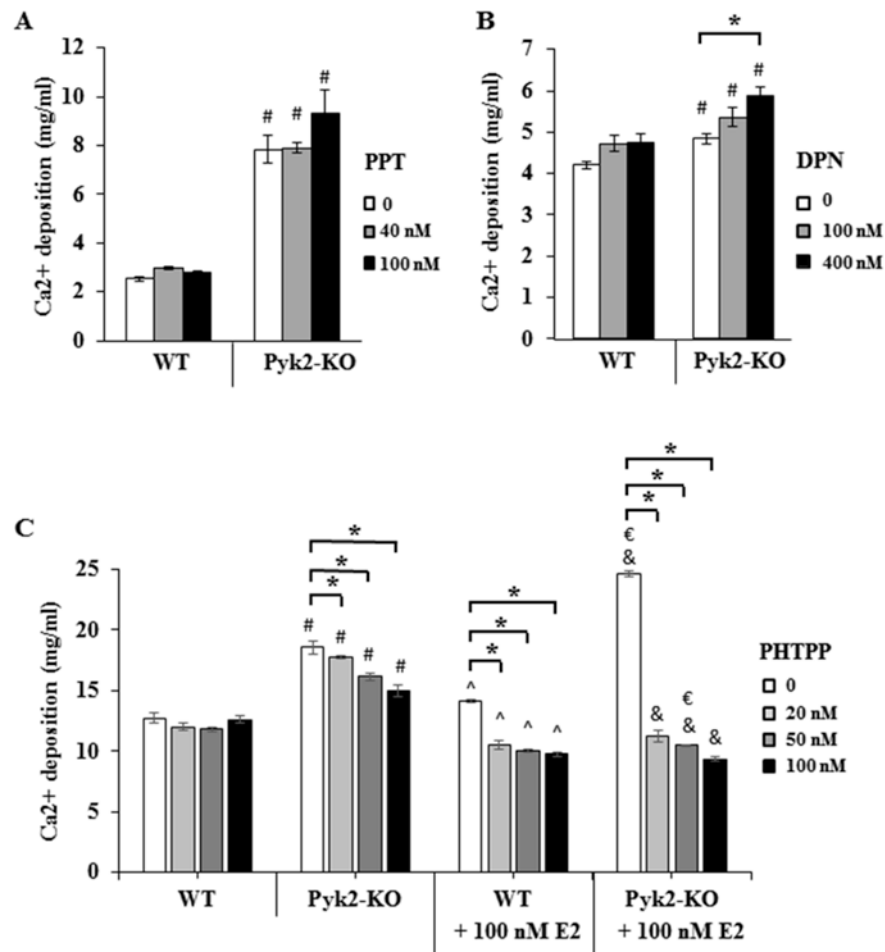 A
Ca2+ deposition (mg/ml)
12
10
8
6
4
2
0
# # #
WT
Pyk2-KO
PPT
0
40 nM
100 nM
B
Ca2+ deposition (mg/ml)
7
6
5
4
3
2
1
0
*
# # #
WT
Pyk2-KO
DPN
0
100 nM
400 nM
C
Ca2+ deposition (mg/ml)
25
20
15
10
5
0
*
*
*
# # # #
*
*
*
^ ^ ^ ^
*
*
*
€
&
&
€
&
&
WT
Pyk2-KO
WT
+ 100 nM E2
Pyk2-KO
+ 100 nM E2
PHTPP
0
20 nM
50 nM
100 nM